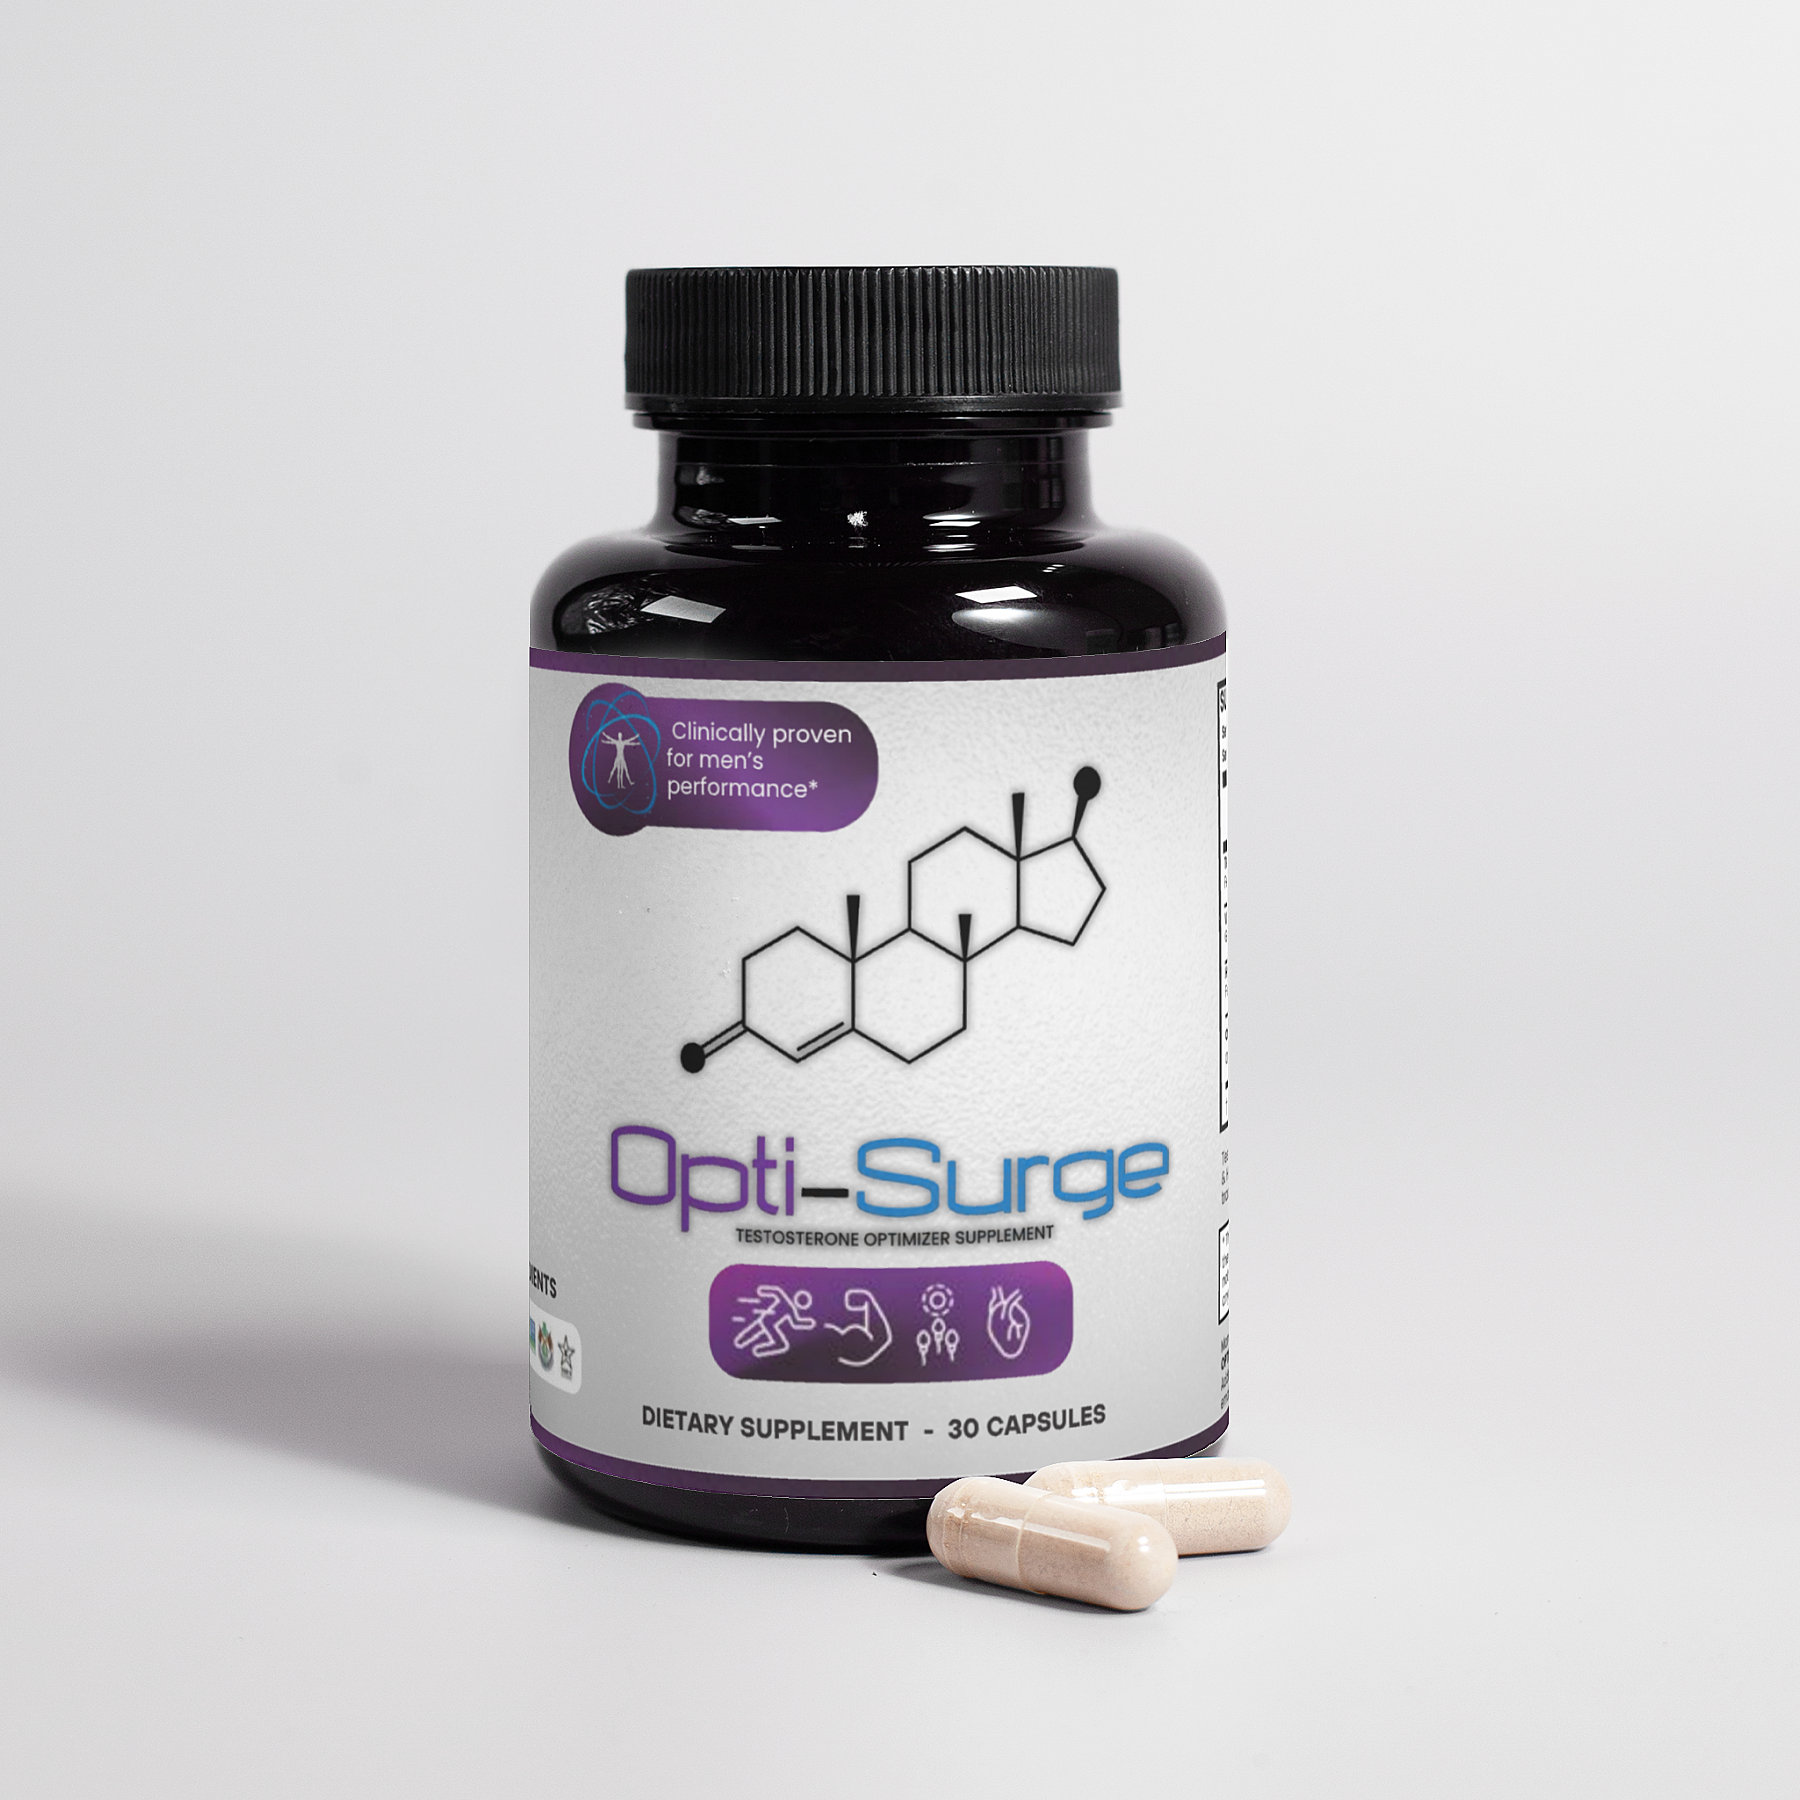 Clinically proven
for men's
performance*
Opti-Surge
TESTOSTERONE OPTIMIZER SUPPLEMENT
DIETARY SUPPLEMENT - 30 CAPSULES